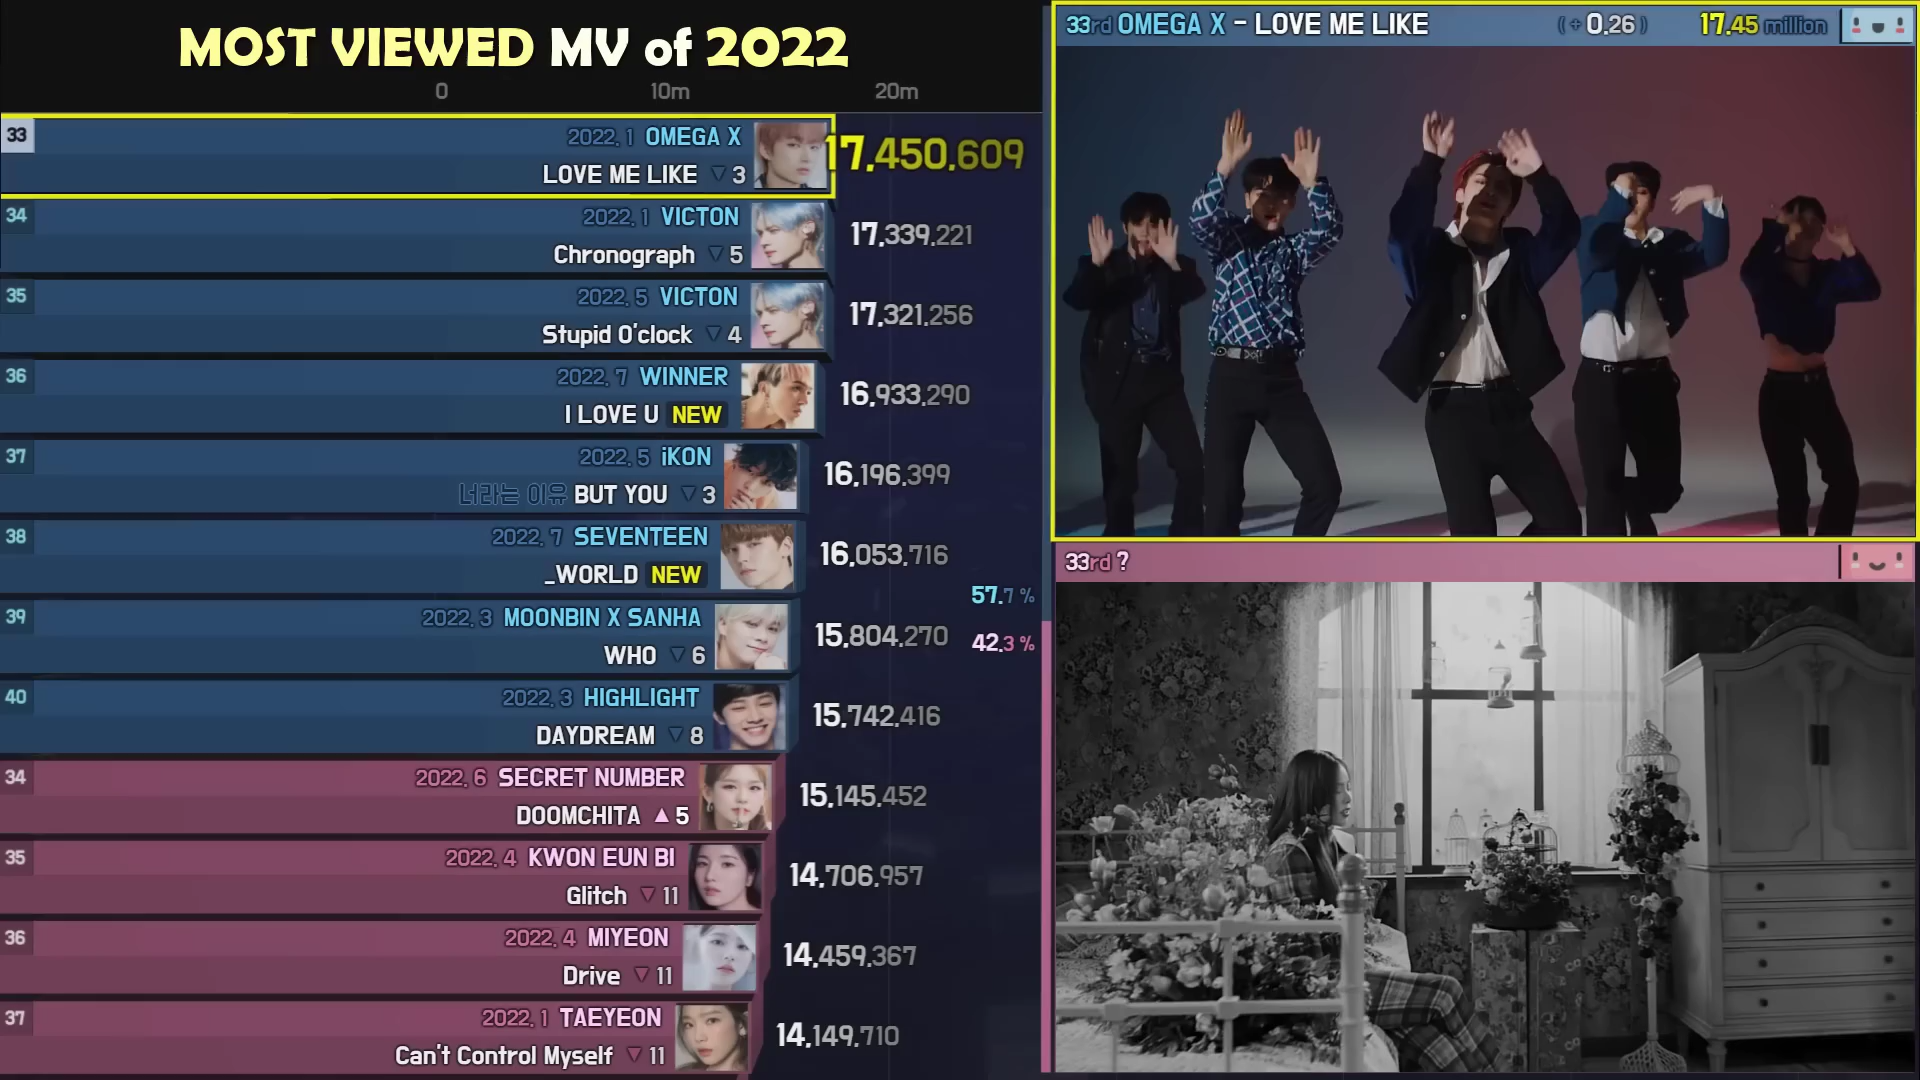 MOST VIEWED MV of 2022
0 10m 20m
33 2022. 1 OMEGA X
LOVE ME LIKE ▼ 3
17,450,609
34 2022. 1 VICTON
Chronograph ▼ 5
17,339,221
35 2022. 5 VICTON
Stupid O'clock ▼ 4
17,321,256
36 2022. 7 WINNER
I LOVE U NEW
16,933,290
37 2022. 5 iKON
너라는 이유 BUT YOU ▼ 3
16,196,399
38 2022. 7 SEVENTEEN
_WORLD NEW
16,053,716
39 2022. 3 MOONBIN X SANHA
WHO ▼ 6
15,804,270
40 2022. 3 HIGHLIGHT
DAYDREAM ▼ 8
15,742,416
34 2022. 6 SECRET NUMBER
DOOMCHITA ▲ 5
15,145,452
35 2022. 4 KWON EUN BI
Glitch ▼ 11
14,706,957
36 2022. 4 MIYEON
Drive ▼ 11
14,459,367
37 2022. 1 TAEYEON
Can't Control Myself ▼ 11
14,149,710
57.7 %
42.3 %
33rd OMEGA X - LOVE ME LIKE (+0.26) 17.45 million
33rd ?